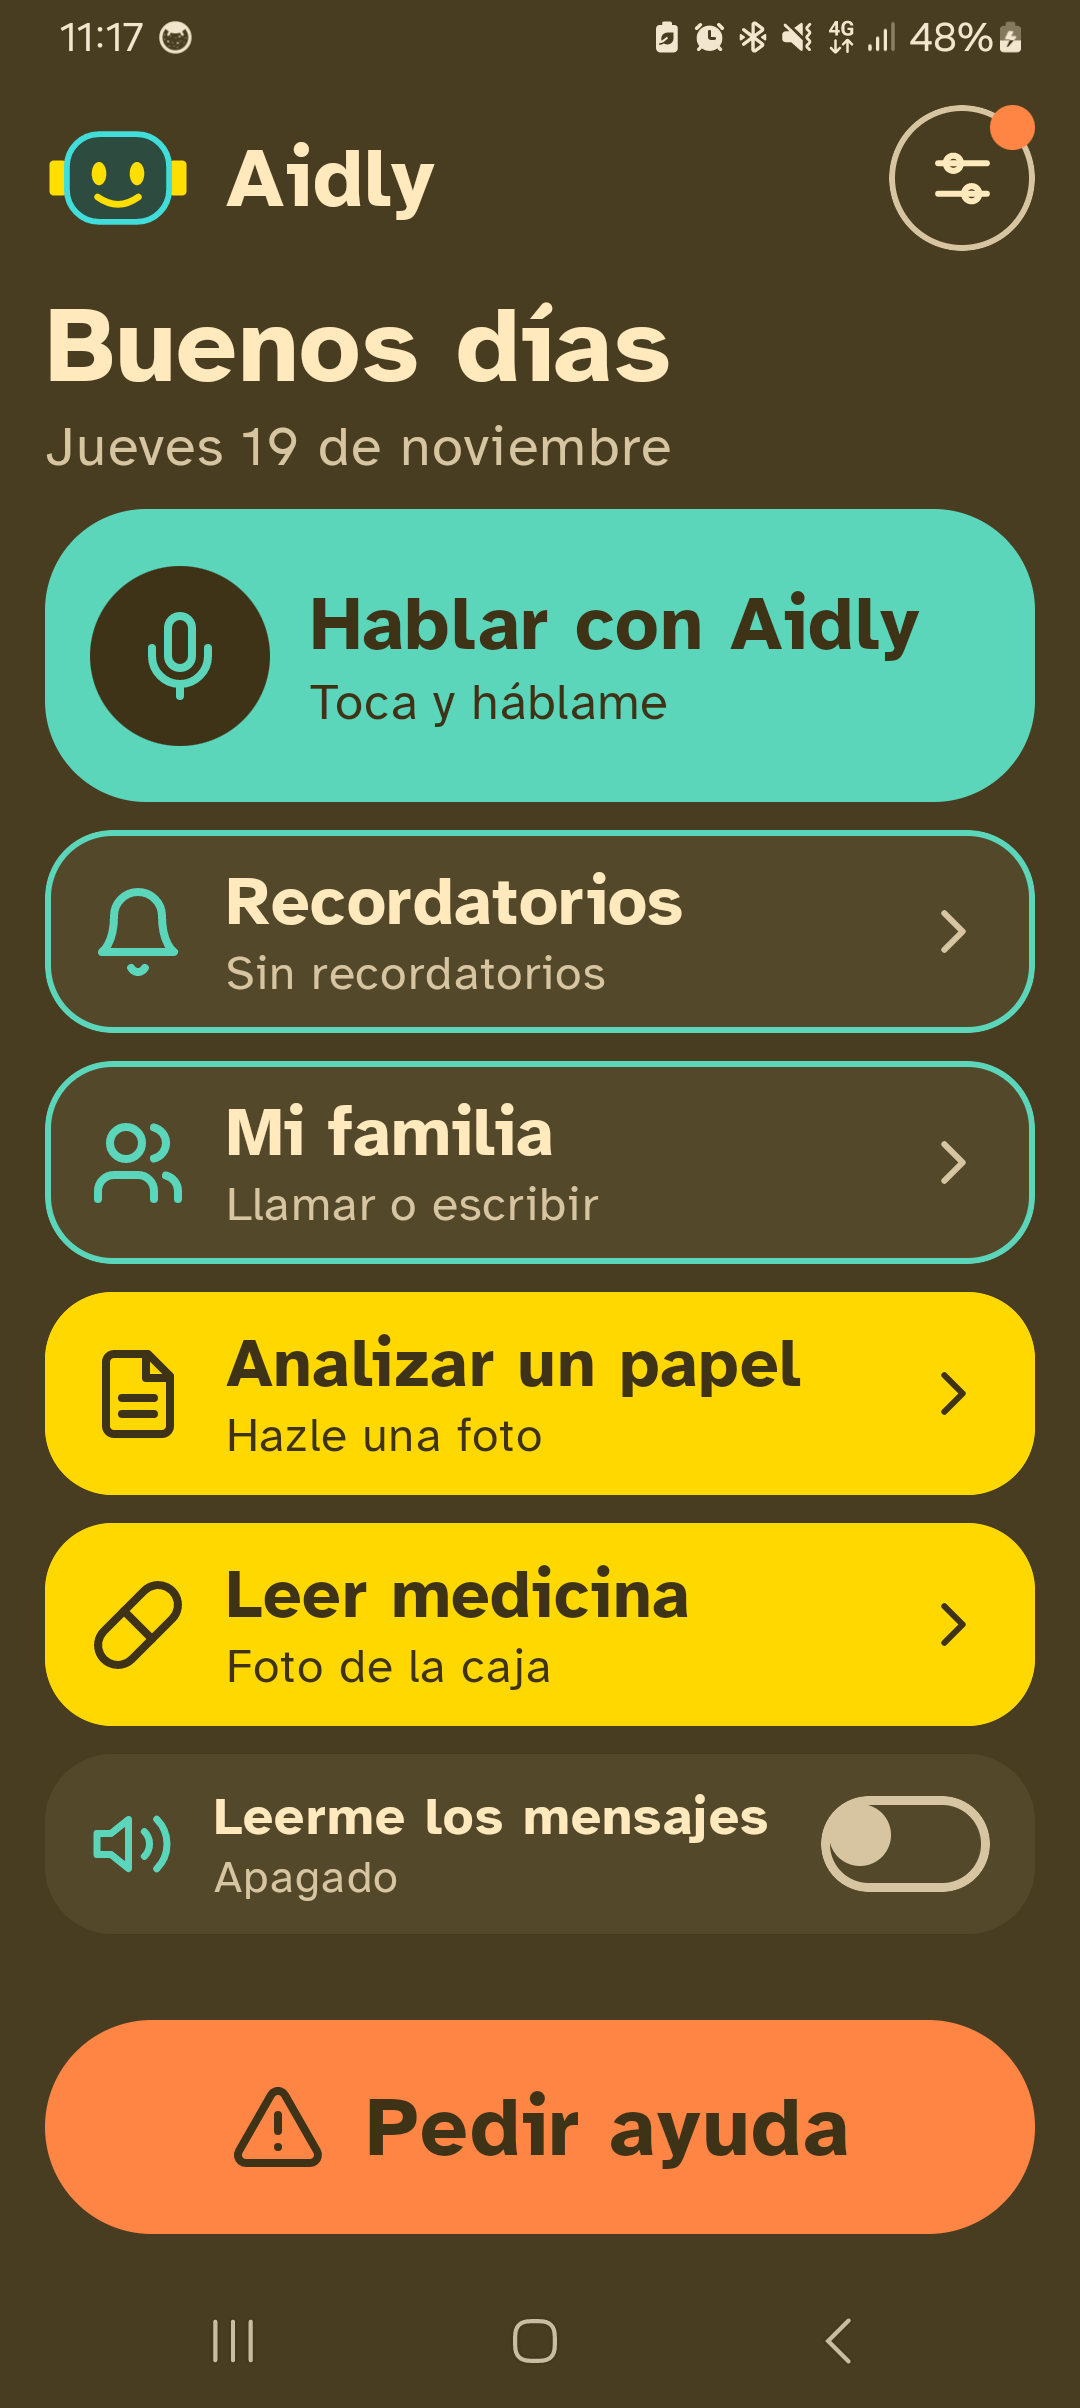 11:17
4G 48%
Aidly
Buenos días
Jueves 19 de noviembre
Hablar con Aidly
Toca y háblame
Recordatorios
Sin recordatorios
Mi familia
Llamar o escribir
Analizar un papel
Hazle una foto
Leer medicina
Foto de la caja
Leerme los mensajes
Apagado
Pedir ayuda